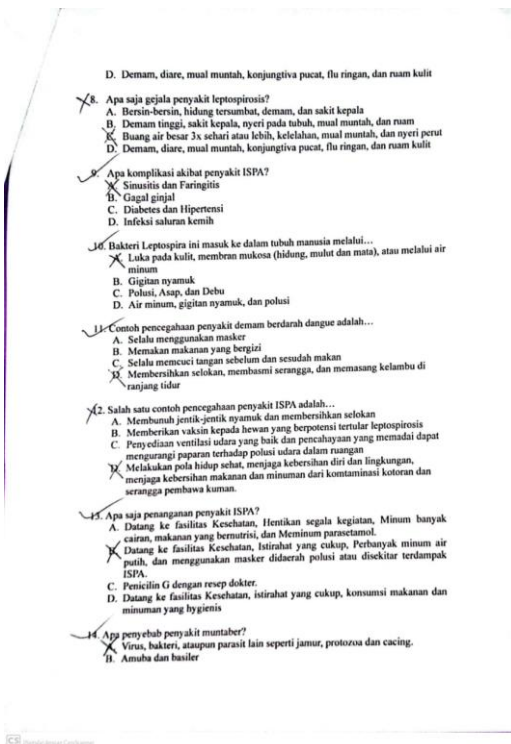 D. Demam, diare, mual muntah, konjungtiva pucat, flu ringan, dan ruam kulit
8. Apa saja gejala penyakit leptospirosis?
A. Bersin-bersin, hidung tersumbat, demam, dan sakit kepala
B. Demam tinggi, sakit kepala, nyeri pada tubuh, mual muntah, dan ruam
C. Buang air besar 3x sehari atau lebih, kelelahan, mual muntah, dan nyeri perut
D. Demam, diare, mual muntah, konjungtiva pucat, flu ringan, dan ruam kulit
9. Apa komplikasi akibat penyakit ISPA?
A. Sinusitis dan Faringitis
B. Gagal ginjal
C. Diabetes dan Hipertensi
D. Infeksi saluran kemih
10. Bakteri Leptospira ini masuk ke dalam tubuh manusia melalui…
A. Luka pada kulit, membran mukosa (hidung, mulut dan mata), atau melalui air
minum
B. Gigitan nyamuk
C. Polusi, Asap, dan Debu
D. Air minum, gigitan nyamuk, dan polusi
11. Contoh pencegahaan penyakit demam berdarah dangue adalah…
A. Selalu menggunakan masker
B. Memakan makanan yang bergizi
C. Selalu memcuci tangan sebelum dan sesudah makan
D. Membersihkan selokan, membasmi serangga, dan memasang kelambu di
ranjang tidur
12. Salah satu contoh pencegahaan penyakit ISPA adalah…
A. Membunuh jentik-jentik nyamuk dan membersihkan selokan
B. Memberikan vaksin kepada hewan yang berpotensi tertular leptospirosis
C. Penyediaan ventilasi udara yang baik dan pencahayaan yang memadai dapat
mengurangi paparan terhadap polusi udara dalam ruangan
D. Melakukan pola hidup sehat, menjaga kebersihan diri dan lingkungan,
menjaga kebersihan makanan dan minuman dari komtaminasi kotoran dan
serangga pembawa kuman.
13. Apa saja penanganan penyakit ISPA?
A. Datang ke fasilitas Kesehatan, Hentikan segala kegiatan, Minum banyak
cairan, makanan yang bernutrisi, dan Meminum parasetamol.
B. Datang ke fasilitas Kesehatan, Istirahat yang cukup, Perbanyak minum air
putih, dan menggunakan masker didaerah polusi atau disekitar terdampak
ISPA.
C. Penicilin G dengan resep dokter.
D. Datang ke fasilitas Kesehatan, istirahat yang cukup, konsumsi makanan dan
minuman yang hygienis
14. Apa penyebab penyakit muntaber?
A. Virus, bakteri, ataupun parasit lain seperti jamur, protozoa dan cacing.
B. Amuba dan basiler
CS